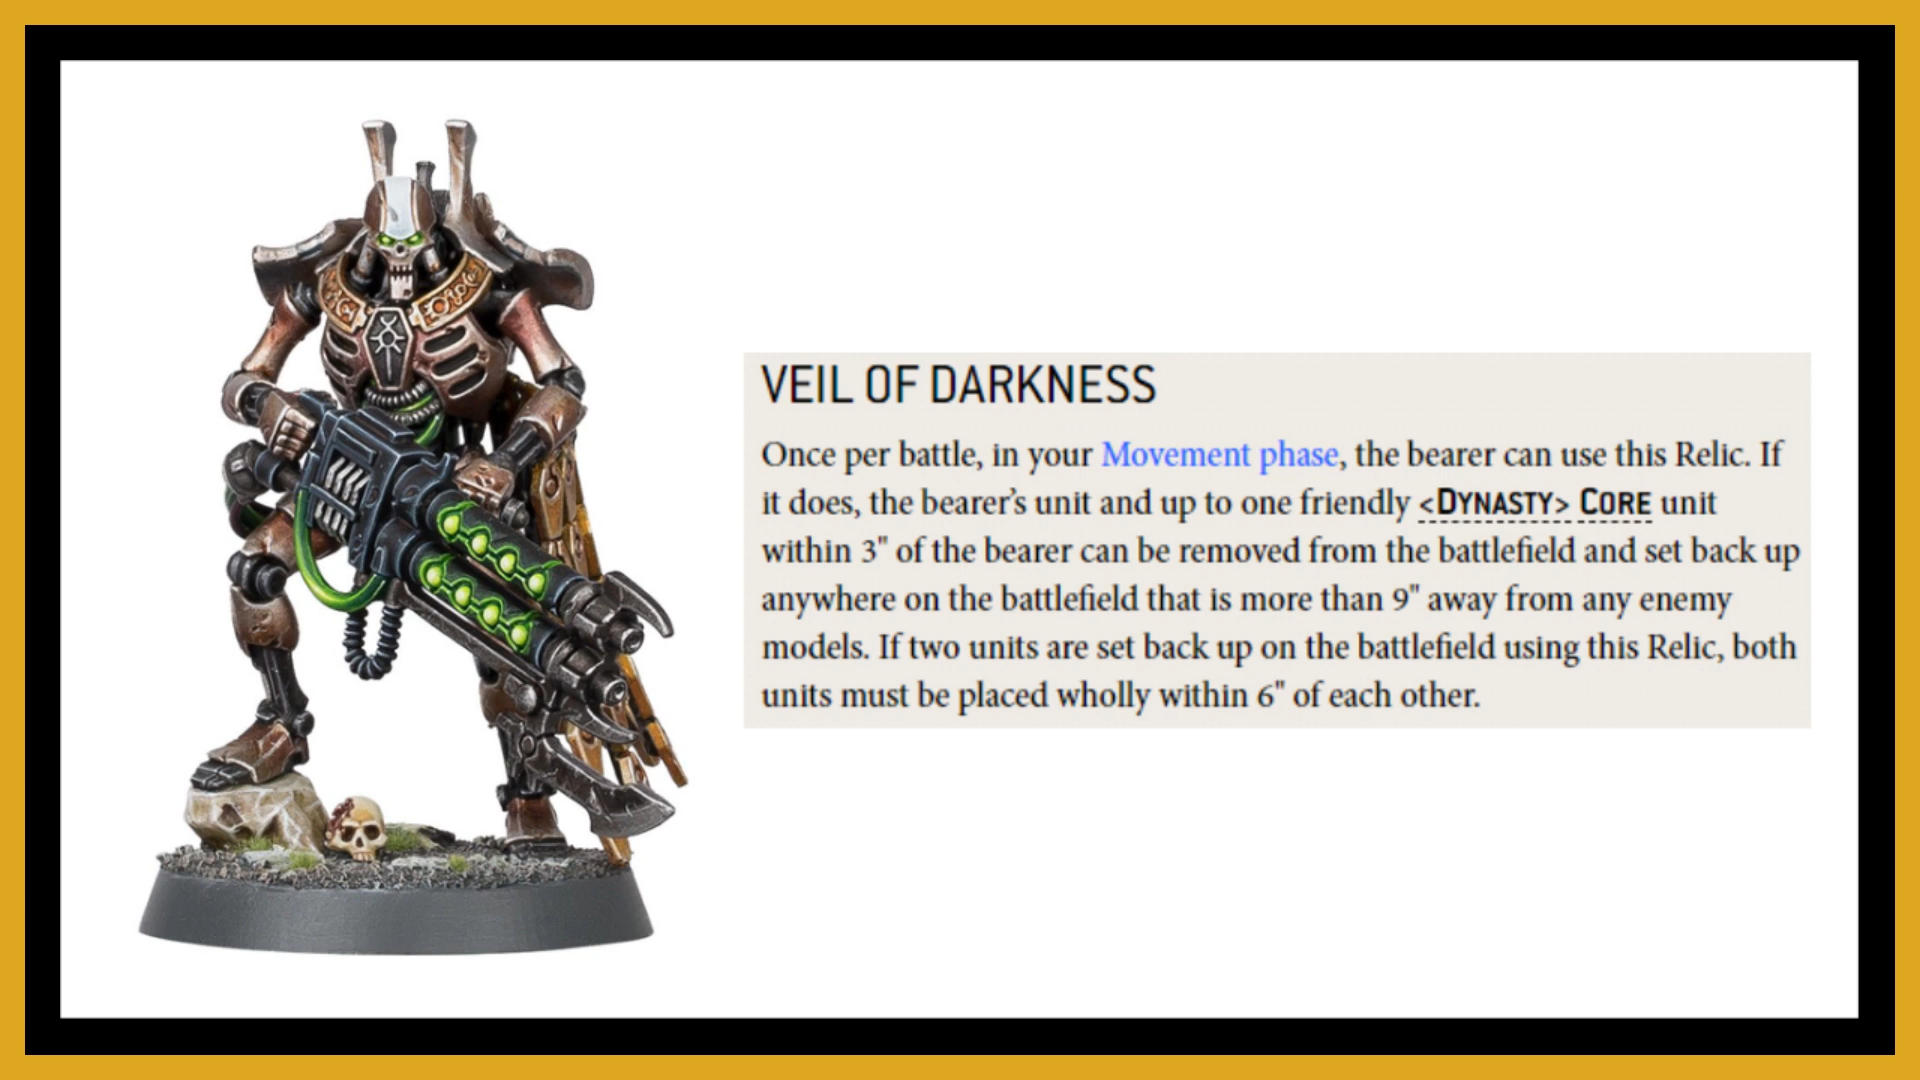 VEIL OF DARKNESS
Once per battle, in your Movement phase, the bearer can use this Relic. If
it does, the bearer's unit and up to one friendly <DYNASTY> CORE unit
within 3" of the bearer can be removed from the battlefield and set back up
anywhere on the battlefield that is more than 9" away from any enemy
models. If two units are set back up on the battlefield using this Relic, both
units must be placed wholly within 6" of each other.